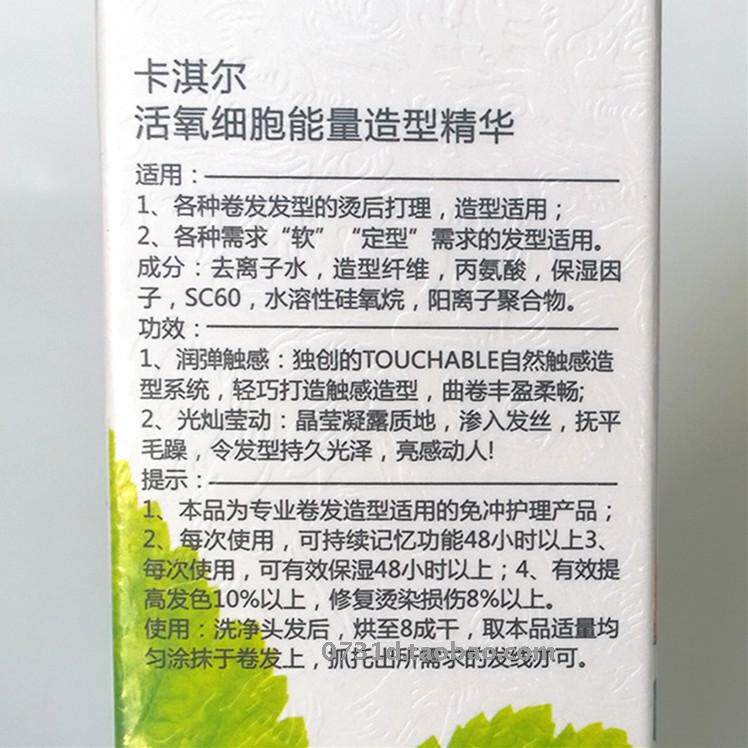 卡淇尔
活氧细胞能量造型精华
适用：
1、各种卷发发型的烫后打理，造型适用；
2、各种需求“软”“定型”需求的发型适用。
成分：去离子水，造型纤维，丙氨酸，保湿因
子，SC60，水溶性硅氧烷，阳离子聚合物。
功效：
1、润弹触感：独创的TOUCHABLE自然触感造
型系统，轻巧打造触感造型，曲卷丰盈柔畅;
2、光灿莹动：晶莹凝露质地，渗入发丝，抚平
毛躁，令发型持久光泽，亮感动人!
提示：
1、本品为专业卷发造型适用的免冲护理产品；
2、每次使用，可持续记忆功能48小时以上3、
每次使用，可有效保湿48小时以上；4、有效提
高发色10%以上，修复烫染损伤8%以上。
使用：洗净头发后，烘至8成干，取本品适量均
0731d.taobao.com
匀涂抹于卷发上，抓托出所需求的发线亦可。